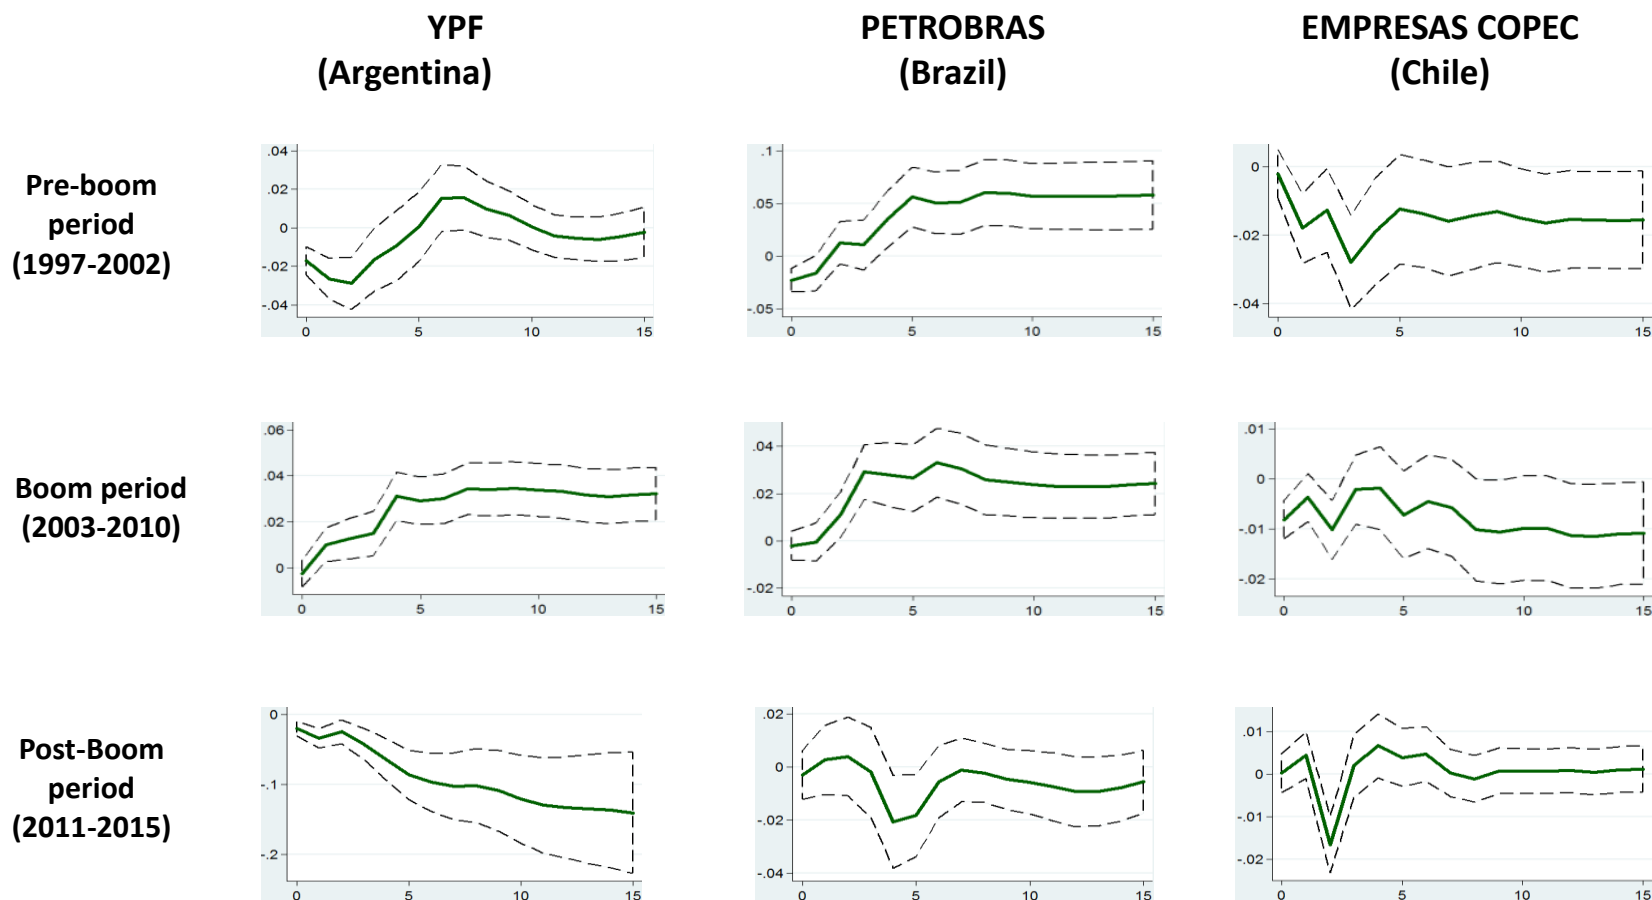 YPF
(Argentina)
PETROBRAS
(Brazil)
EMPRESAS COPEC
(Chile)
Pre-boom
period
(1997-2002)
.04
.02
0
-.02
-.04
0 5 10 15
.1
.05
0
-.05
0 5 10 15
0
-.02
-.04
0 5 10 15
Boom period
(2003-2010)
.06
.04
.02
0
0 5 10 15
.04
.02
0
-.02
0 5 10 15
.01
0
-.01
-.02
0 5 10 15
Post-Boom
period
(2011-2015)
0
-.1
-.2
0 5 10 15
.02
0
-.02
-.04
0 5 10 15
.01
0
-.01
-.02
0 5 10 15